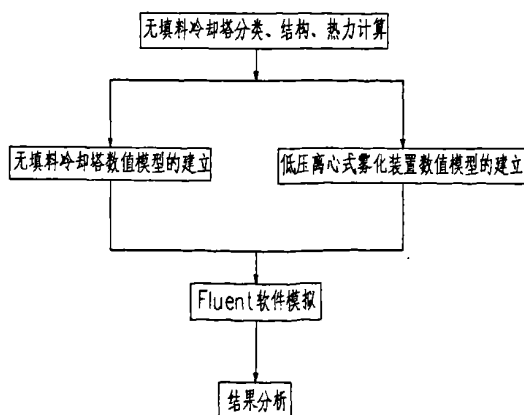 无填料冷却塔分类、结构、热力计算
无填料冷却塔数值模型的建立
低压离心式雾化装置数值模型的建立
Fluent软件模拟
结果分析